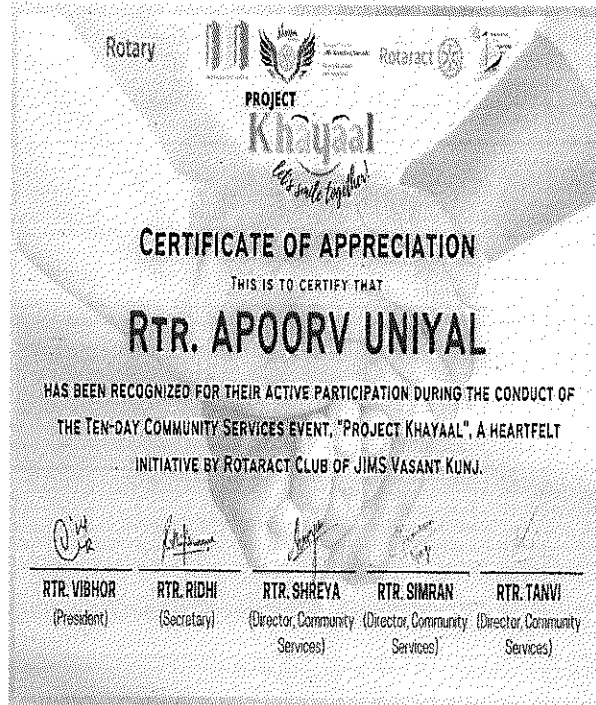 Rotary
Rotaract
PROJECT
Khayaal
let's smile together!
CERTIFICATE OF APPRECIATION
THIS IS TO CERTIFY THAT
RTR. APOORV UNIYAL
HAS BEEN RECOGNIZED FOR THEIR ACTIVE PARTICIPATION DURING THE CONDUCT OF
THE TEN-DAY COMMUNITY SERVICES EVENT, "PROJECT KHAYAAL", A HEARTFELT
INITIATIVE BY ROTARACT CLUB OF JIMS VASANT KUNJ.
RTR. VIBHOR RTR. RIDHI RTR. SHREYA RTR. SIMRAN RTR. TANVI
(President) (Secretary) (Director, Community (Director, Community (Director, Community
Services) Services) Services)